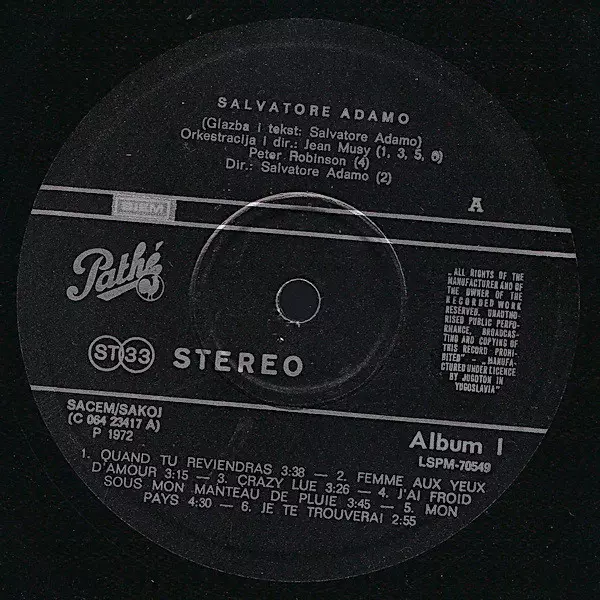 SALVATORE ADAMO
(Glazba i tekst: Salvatore Adamo)
Orkestracija i dir.: Jean Musy (1, 3, 5, 6)
Peter Robinson (4)
Dir.: Salvatore Adamo (2)
A
Pathé
„ALL RIGHTS OF THE
MANUFACTURER AND OF
THE OWNER OF THE
RECORDED WORK
RESERVED. UNAUTHO-
RISED PUBLIC PERFO-
RMANCE, BROADCAS-
TING AND COPYING OF
THIS RECORD PROHI-
BITED" - „MANUFA-
CTURED UNDER LICENCE
BY JUGOTON IN
YUGOSLAVIA"
ST 33 STEREO
SACEM/SAKOJ
(C 064 23417 A)
P 1972
Album I
LSPM-70549
1. QUAND TU REVIENDRAS 3:38 — 2. FEMME AUX YEUX
D'AMOUR 3:15 — 3. CRAZY LUE 3:26 — 4. J'AI FROID
SOUS MON MANTEAU DE PLUIE 3:45 — 5. MON
PAYS 4:30 — 6. JE TE TROUVERAI 2:55